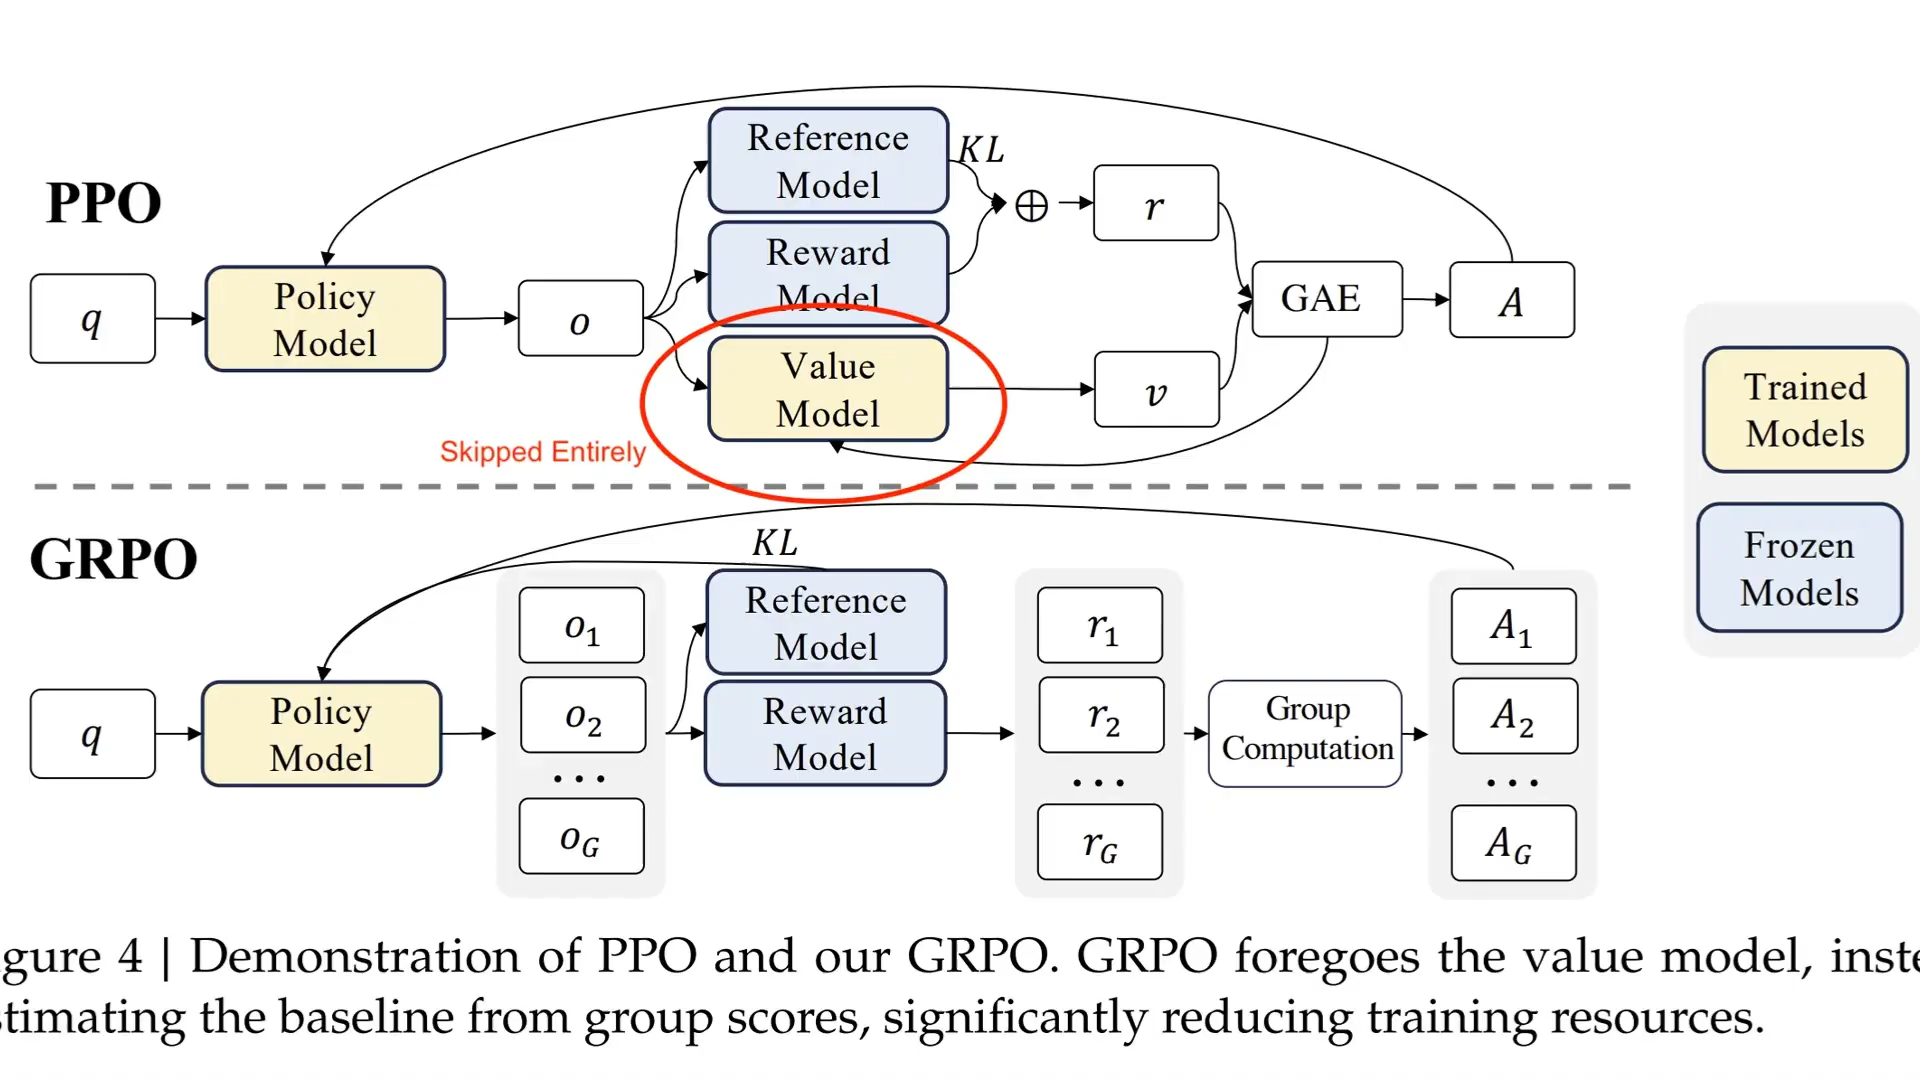 PPO
q
Policy
Model
o
Reference
Model
KL
⊕
r
Reward
Model
Value
Model
v
GAE
A
Skipped Entirely
Trained
Models
Frozen
Models
GRPO
q
Policy
Model
o1
o2
...
oG
KL
Reference
Model
Reward
Model
r1
r2
...
rG
Group
Computation
A1
A2
...
AG
gure 4 | Demonstration of PPO and our GRPO. GRPO foregoes the value model, inste
timating the baseline from group scores, significantly reducing training resources.